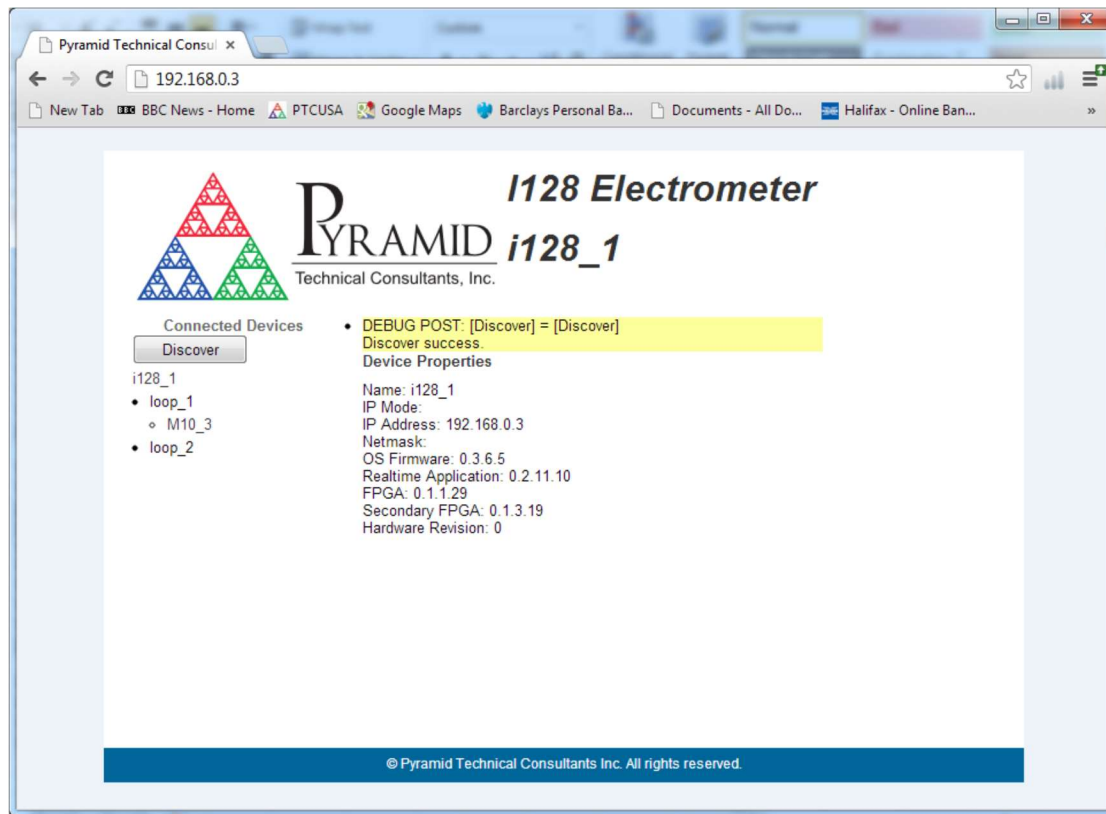 Pyramid Technical Consul
192.168.0.3
New Tab BBC News - Home PTCUSA Google Maps Barclays Personal Ba... Documents - All Do... Halifax - Online Ban... »
PYRAMID
Technical Consultants, Inc.
I128 Electrometer
i128_1
Connected Devices
Discover
i128_1
loop_1
M10_3
loop_2
DEBUG POST: [Discover] = [Discover]
Discover success.
Device Properties
Name: i128_1
IP Mode:
IP Address: 192.168.0.3
Netmask:
OS Firmware: 0.3.6.5
Realtime Application: 0.2.11.10
FPGA: 0.1.1.29
Secondary FPGA: 0.1.3.19
Hardware Revision: 0
© Pyramid Technical Consultants Inc. All rights reserved.